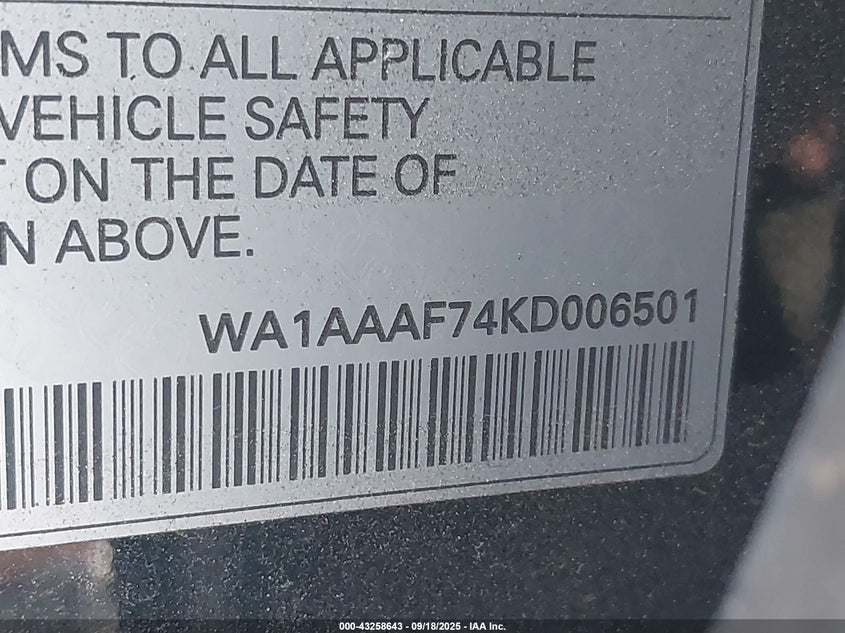 MS TO ALL APPLICABLE
VEHICLE SAFETY
ON THE DATE OF
N ABOVE.
WA1AAAF74KD006501
000-43258643 - 09/18/2025 - IAA Inc.